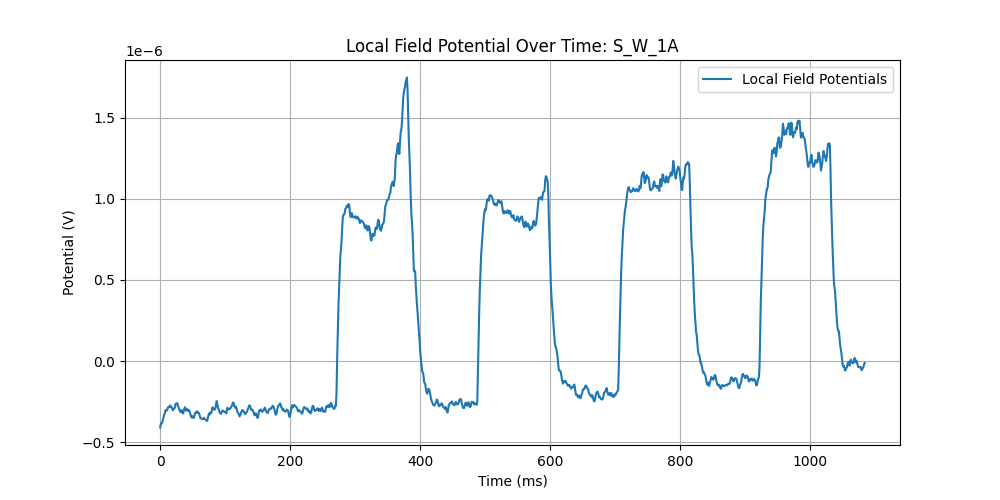 Local Field Potential Over Time: S_W_1A
1e−6
Local Field Potentials
1.5
1.0
0.5
0.0
−0.5
Potential (V)
0 200 400 600 800 1000
Time (ms)